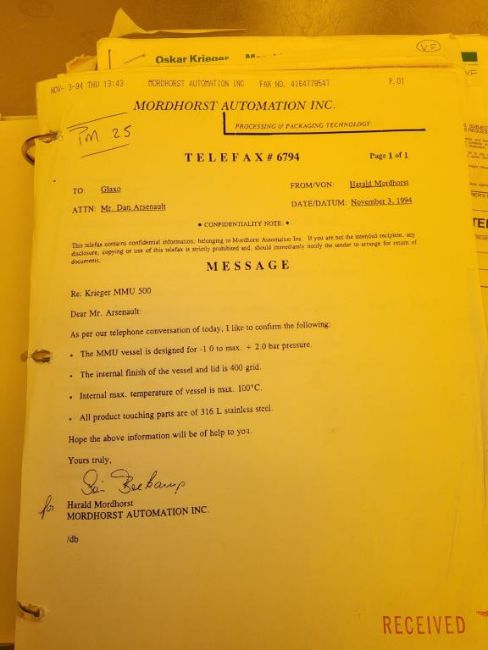 Oskar Krieger
V.F.
NOV- 3-94 THU 13:43 MORDHORST AUTOMATION INC FAX NO. 4164779547 P.01
MORDHORST AUTOMATION INC.
PROCESSING & PACKAGING TECHNOLOGY
PM 25
TELEFAX # 6794 Page 1 of 1
TO: Glaxo FROM/VON: Harald Mordhorst
ATTN: Mr. Dan Arsenault DATE/DATUM: November 3, 1994
• CONFIDENTIALITY NOTE: •
This telefax contains confidential information, belonging to Mordhorst Automation Inc. If you are not the intended recipient, any
disclosure, copying or use of this telefax is strictly prohibited and, should immediately notify the sender to arrange for return of
documents.
MESSAGE
Re: Krieger MMU 500
Dear Mr. Arsenault:
As per our telephone conversation of today, I like to confirm the following:
• The MMU vessel is designed for -1.0 to max. + 2.0 bar pressure.
• The internal finish of the vessel and lid is 400 grid.
• Internal max. temperature of vessel is max. 100°C.
• All product touching parts are of 316 L stainless steel.
Hope the above information will be of help to you.
Yours truly,
for Harald Mordhorst
MORDHORST AUTOMATION INC.
/db
RECEIVED